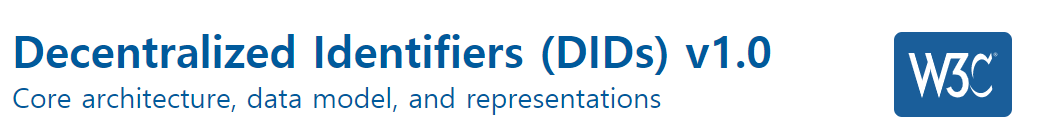 Decentralized Identifiers (DIDs) v1.0
Core architecture, data model, and representations
W3C®